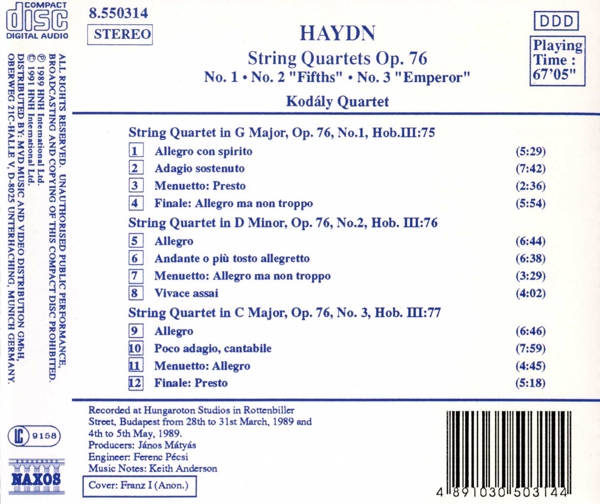 COMPACT
disc
DIGITAL AUDIO
8.550314
STEREO
HAYDN
DDD
Playing
Time :
67'05"
String Quartets Op. 76
No. 1 • No. 2 "Fifths" • No. 3 "Emperor"
Kodály Quartet
String Quartet in G Major, Op. 76, No.1, Hob.III:75
1 Allegro con spirito (5:29)
2 Adagio sostenuto (7:42)
3 Menuetto: Presto (2:36)
4 Finale: Allegro ma non troppo (5:54)
String Quartet in D Minor, Op. 76, No.2, Hob. III:76
5 Allegro (6:44)
6 Andante o più tosto allegretto (6:38)
7 Menuetto: Allegro ma non troppo (3:29)
8 Vivace assai (4:02)
String Quartet in C Major, Op. 76, No. 3, Hob. III:77
9 Allegro (6:46)
10 Poco adagio, cantabile (7:59)
11 Menuetto: Allegro (4:45)
12 Finale: Presto (5:18)
Recorded at Hungaroton Studios in Rottenbiller
Street, Budapest from 28th to 31st March, 1989 and
4th to 5th May, 1989.
Producers: János Mátyás
Engineer: Ferenc Pécsi
Music Notes: Keith Anderson
Cover: Franz I (Anon.)
4 891030 503144
ALL RIGHTS RESERVED. UNAUTHORISED PUBLIC PERFORMANCE,
BROADCASTING AND COPYING OF THIS COMPACT DISC PROHIBITED.
℗ 1989 HNH International Ltd.
© 1991 HNH International Ltd.
DISTRIBUTED BY: MVD MUSIC AND VIDEO DISTRIBUTION GMbH,
OBERWEG 21C-HALLE V, D-8025 UNTERHACHING, MUNICH GERMANY.
LC 9158
NAXOS